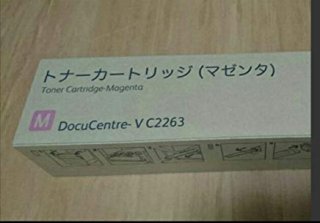 トナーカートリッジ (マゼンタ)
Toner Cartridge-Magenta
M DocuCentre- V C2263